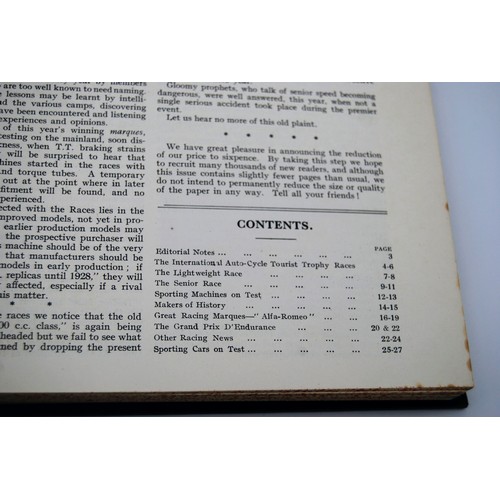 year by members
are too well known to need naming.
e lessons may be learnt by intelli-
d the various camps, discovering
have been encountered and listening
experiences and opinions.
of this year's winning marques,
testing on the mainland, soon dis-
kness, when T.T. braking strains
will be surprised to hear that
hines started in the races with
and torque tubes. A temporary
out at the point where in later
fitment will be found, and no
xperienced.
ected with the Races lies in the
improved models, not yet in pro-
earlier production models may
the prospective purchaser will
s machine should be of the very
that manufacturers should be
models in early production; if
replicas until 1928," they will
affected, especially if a rival
is matter.
* *
e races we notice that the old
00 c.c. class," is again being
headed but we fail to see what
ned by dropping the present
Gloomy prophets, who talk of senior speed becoming
dangerous, were well answered, this year, when not a
single serious accident took place during the premier
event.
Let us hear no more of this old plaint.
* * * * *
We have great pleasure in announcing the reduction
of our price to sixpence. By taking this step we hope
to recruit many thousands of new readers, and although
this issue contains slightly fewer pages than usual, we
do not intend to permanently reduce the size or quality
of the paper in any way. Tell all your friends!
CONTENTS.
PAGE
Editorial Notes ... ... ... ... ... 3
The International Auto-Cycle Tourist Trophy Races 4-6
The Lightweight Race ... ... ... ... 7-8
The Senior Race ... ... ... ... 9-11
Sporting Machines on Test ... ... ... 12-13
Makers of History ... ... ... ... 14-15
Great Racing Marques—"Alfa-Romeo" ... ... 16-19
The Grand Prix D'Endurance ... ... 20 & 22
Other Racing News ... ... ... ... 22-24
Sporting Cars on Test ... ... ... ... 25-27